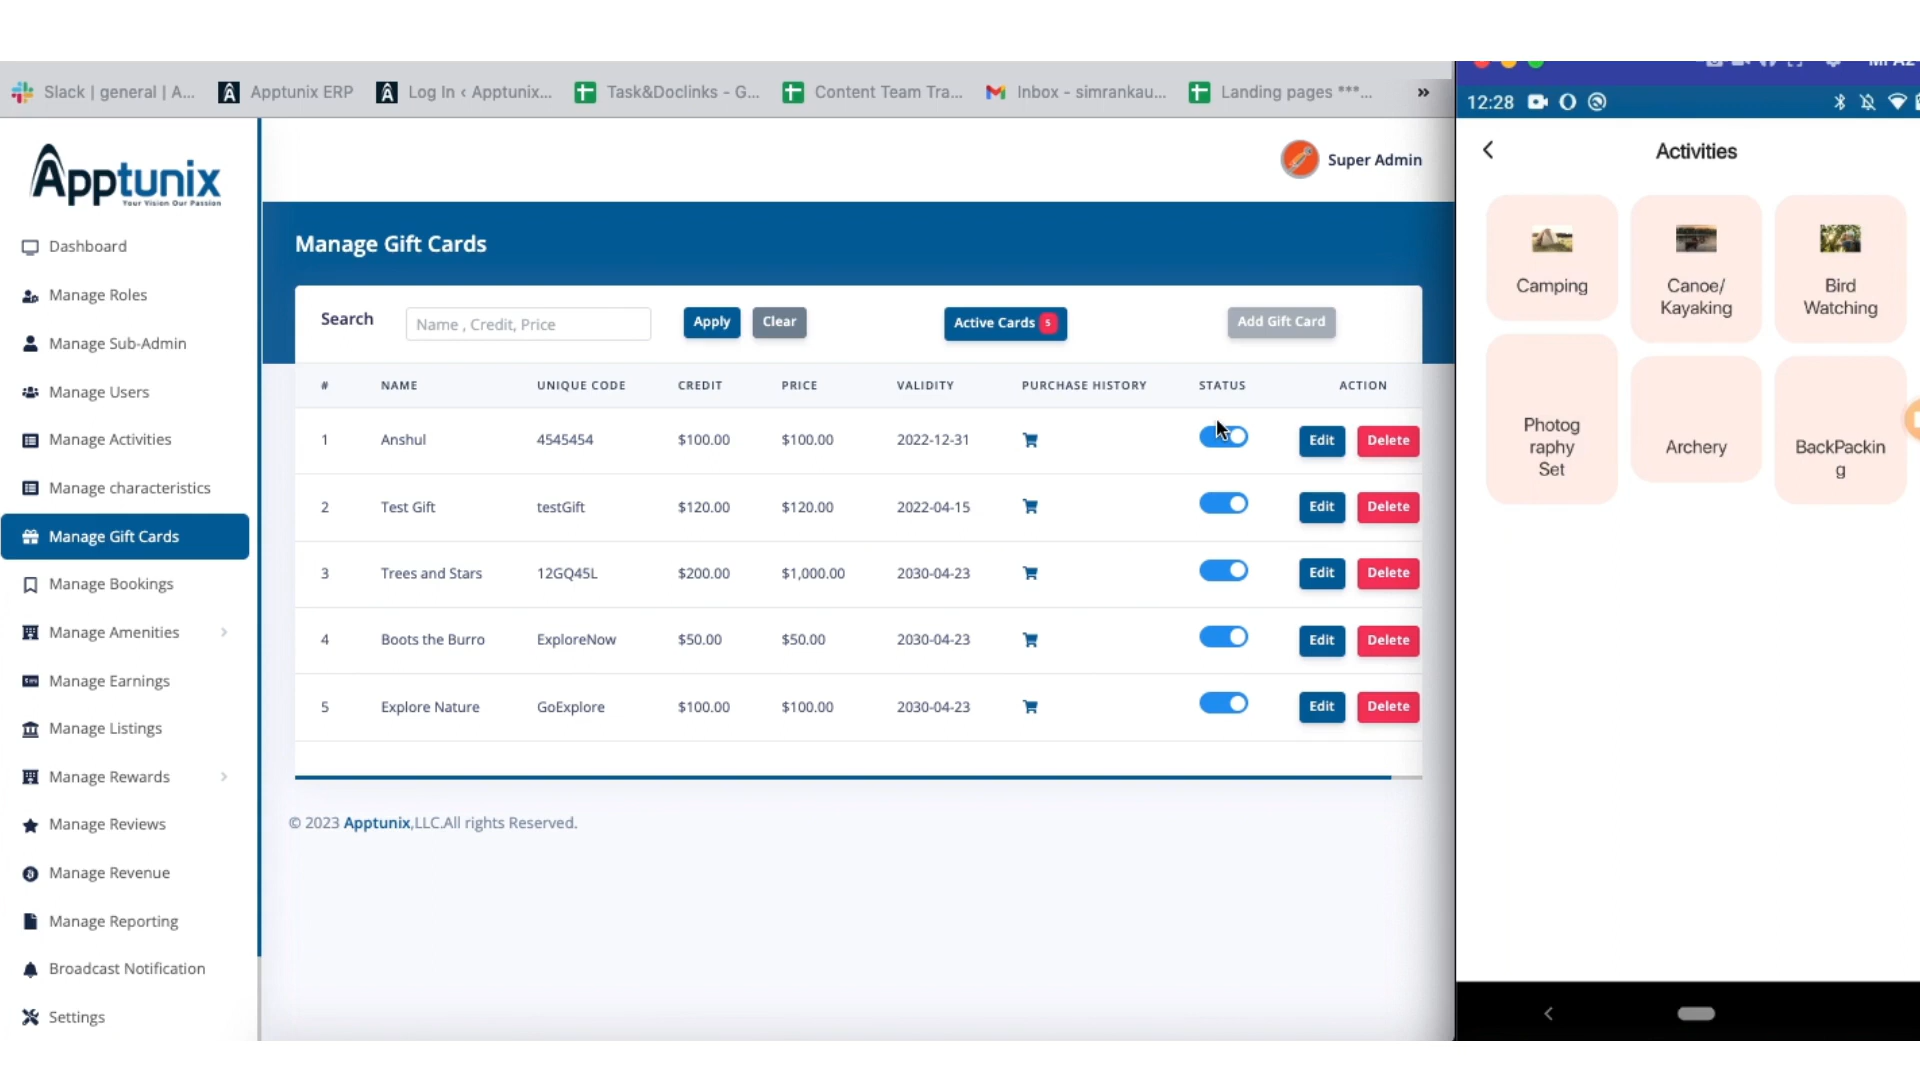 Slack | general | A...
Apptunix ERP
Log In ‹ Apptunix...
Task&Doclinks - G...
Content Team Tra...
Inbox - simrankau...
Landing pages ***...
»
Apptunix
Your Vision Our Passion
Super Admin
Dashboard
Manage Roles
Manage Sub-Admin
Manage Users
Manage Activities
Manage characteristics
Manage Gift Cards
Manage Bookings
Manage Amenities
Manage Earnings
Manage Listings
Manage Rewards
Manage Reviews
Manage Revenue
Manage Reporting
Broadcast Notification
Settings
Manage Gift Cards
Search Name , Credit, Price Apply Clear Active Cards 5 Add Gift Card
# NAME UNIQUE CODE CREDIT PRICE VALIDITY PURCHASE HISTORY STATUS ACTION
1 Anshul 4545454 $100.00 $100.00 2022-12-31 Edit Delete
2 Test Gift testGift $120.00 $120.00 2022-04-15 Edit Delete
3 Trees and Stars 12GQ45L $200.00 $1,000.00 2030-04-23 Edit Delete
4 Boots the Burro ExploreNow $50.00 $50.00 2030-04-23 Edit Delete
5 Explore Nature GoExplore $100.00 $100.00 2030-04-23 Edit Delete
© 2023 Apptunix,LLC.All rights Reserved.
12:28
Activities
Camping
Canoe/
Kayaking
Bird
Watching
Photog
raphy
Set
Archery
BackPackin
g